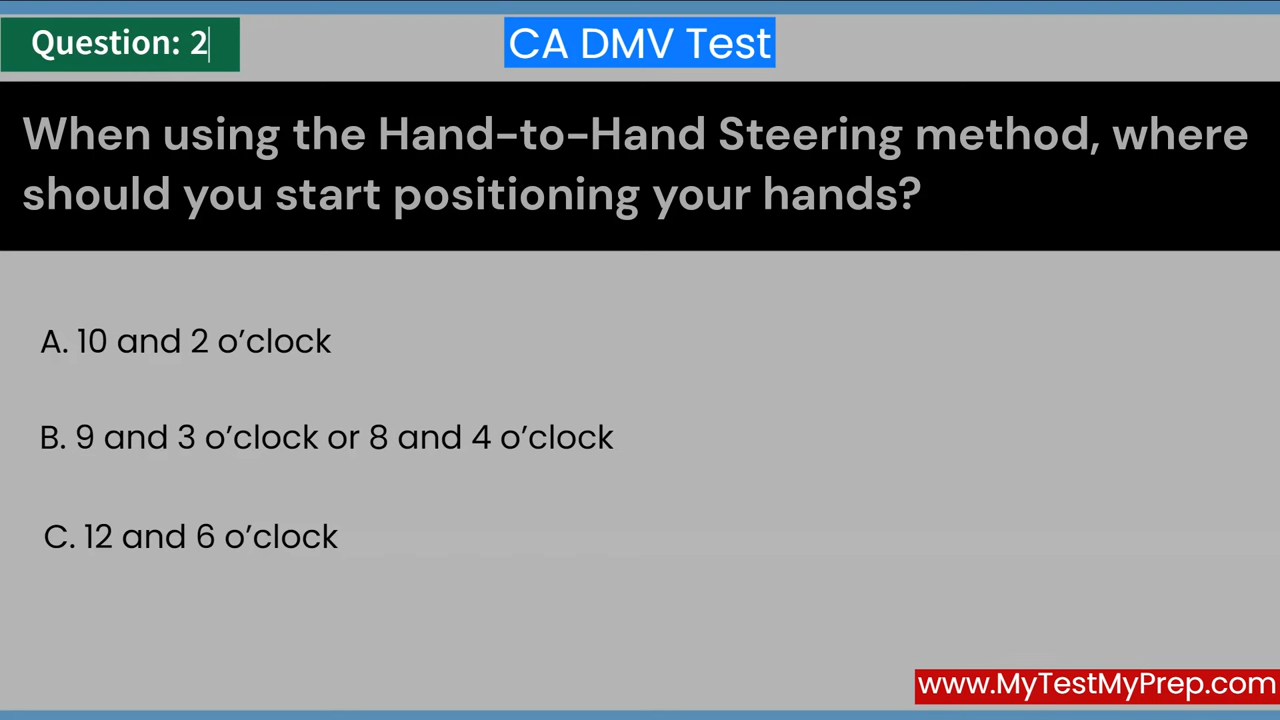 Question: 2
CA DMV Test
When using the Hand-to-Hand Steering method, where
should you start positioning your hands?
A. 10 and 2 o’clock
B. 9 and 3 o’clock or 8 and 4 o’clock
C. 12 and 6 o’clock
www.MyTestMyPrep.com